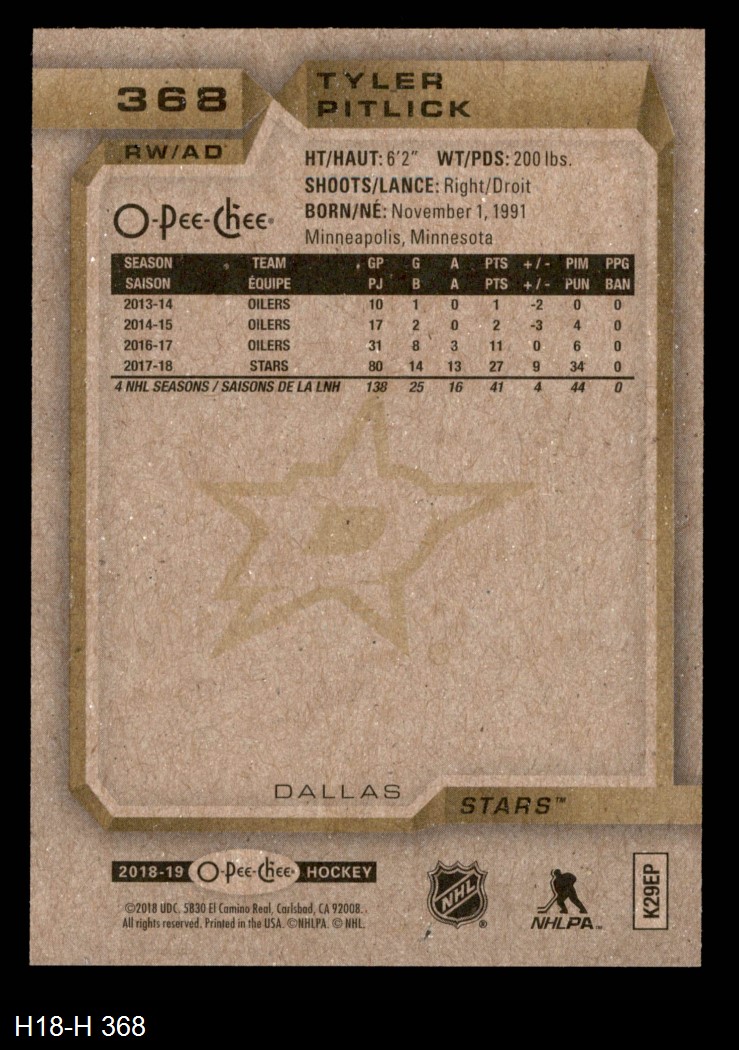 368
TYLER
PITLICK
RW/AD
HT/HAUT: 6'2" WT/PDS: 200 lbs.
SHOOTS/LANCE: Right/Droit
BORN/NÉ: November 1, 1991
Minneapolis, Minnesota
O-Pee-Chee
SEASON TEAM GP G A PTS +/- PIM PPG
SAISON ÉQUIPE PJ B A PTS +/- PUN BAN
2013-14 OILERS 10 1 0 1 -2 0 0
2014-15 OILERS 17 2 0 2 -3 4 0
2016-17 OILERS 31 8 3 11 0 6 0
2017-18 STARS 80 14 13 27 9 34 0
4 NHL SEASONS / SAISONS DE LA LNH 138 25 16 41 4 44 0
D
DALLAS
STARS™
2018-19 O-Pee-Chee HOCKEY
©2018 UDC. 5830 El Camino Real, Carlsbad, CA 92008.
All rights reserved. Printed in the USA. ©NHLPA. © NHL.
NHL®
NHLPA™
K29EP
H18-H 368